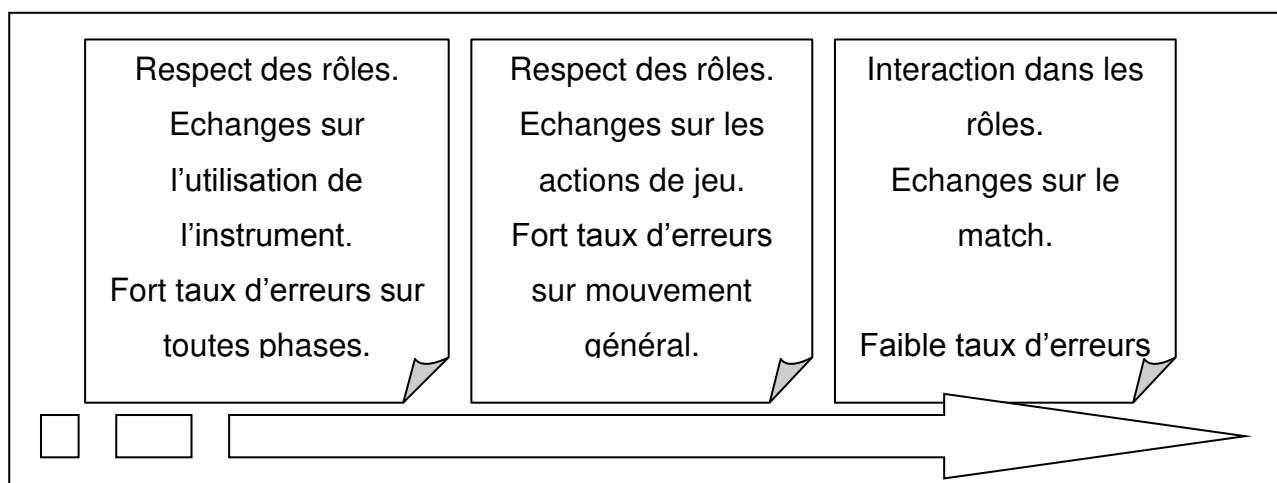 Respect des rôles.
Echanges sur
l’utilisation de
l’instrument.
Fort taux d’erreurs sur
toutes phases.
Respect des rôles.
Echanges sur les
actions de jeu.
Fort taux d’erreurs
sur mouvement
général.
Interaction dans les
rôles.
Echanges sur le
match.
Faible taux d’erreurs